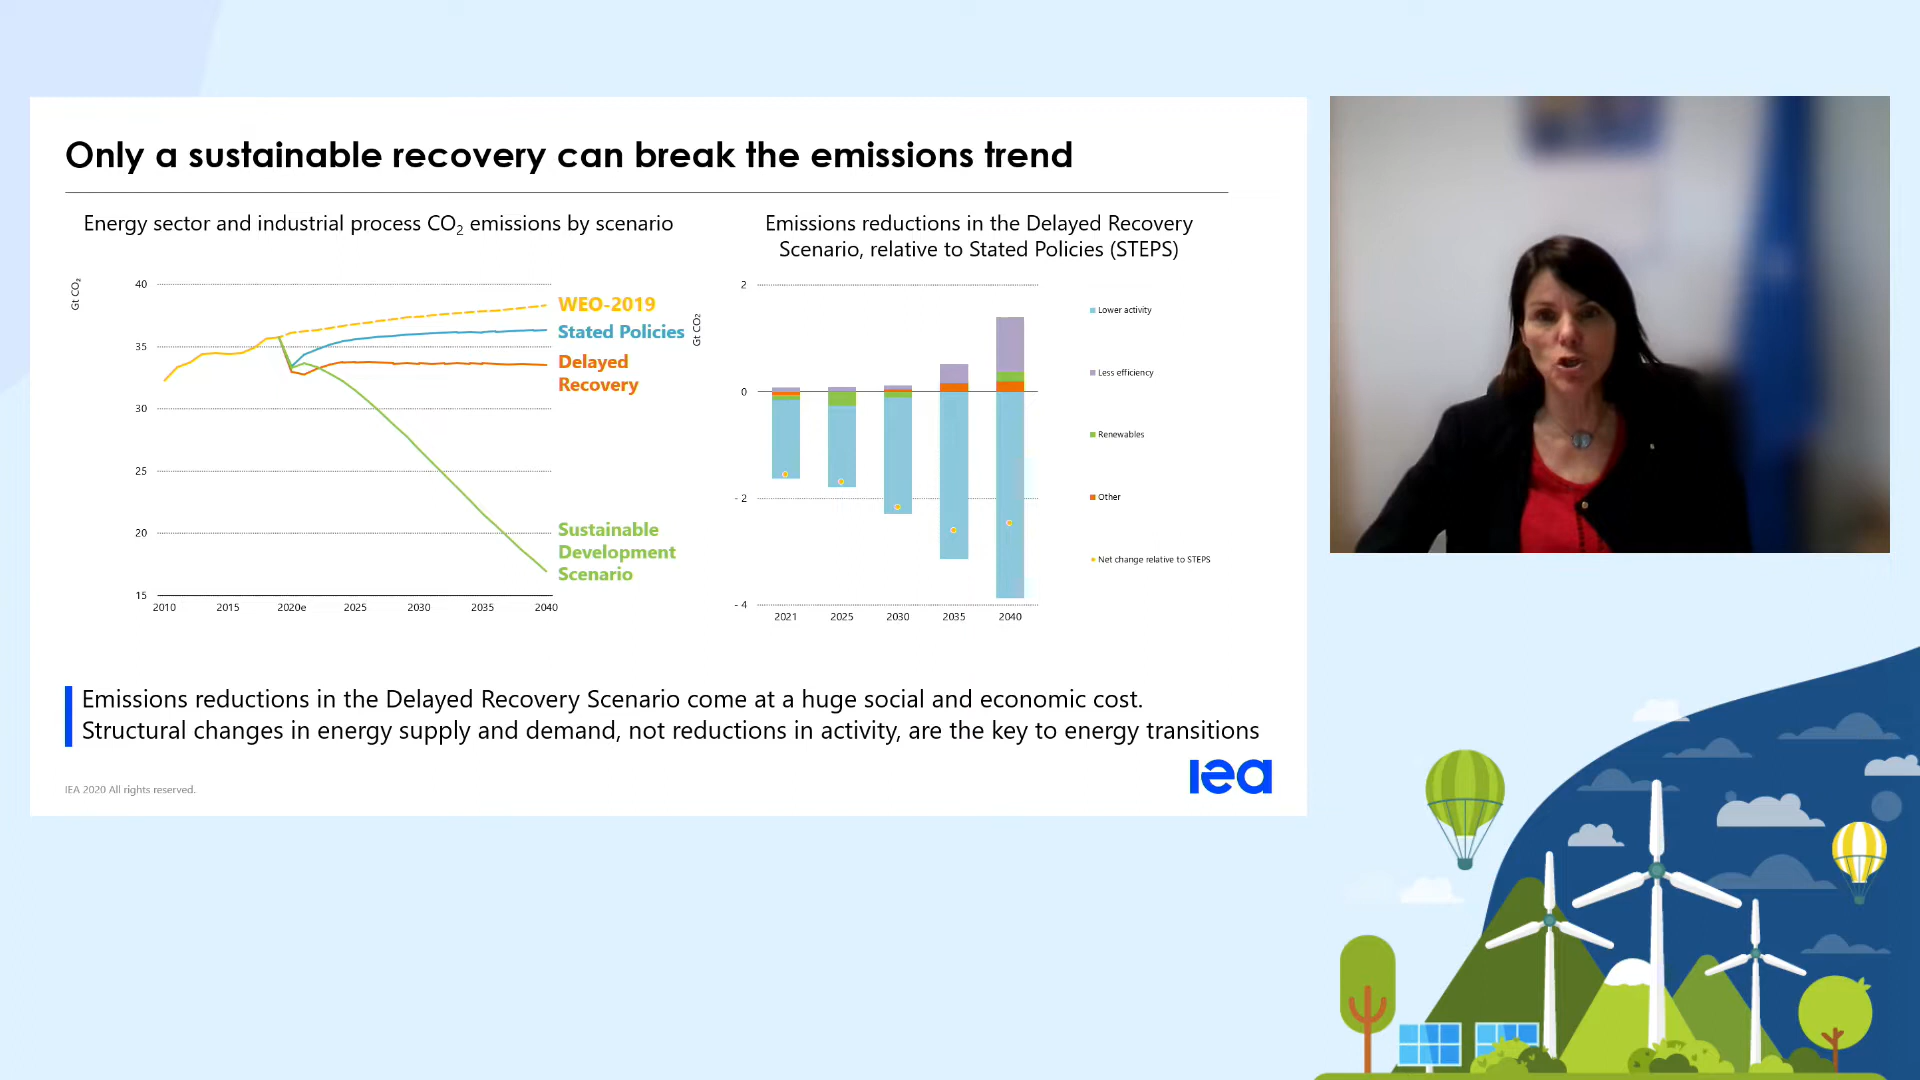 Only a sustainable recovery can break the emissions trend
Energy sector and industrial process CO₂ emissions by scenario
Gt CO₂
40
35
30
25
20
15
2010 2015 2020e 2025 2030 2035 2040
WEO-2019
Stated Policies
Delayed
Recovery
Sustainable
Development
Scenario
Emissions reductions in the Delayed Recovery
Scenario, relative to Stated Policies (STEPS)
Gt CO₂
2
0
- 2
- 4
2021 2025 2030 2035 2040
Lower activity
Less efficiency
Renewables
Other
Net change relative to STEPS
Emissions reductions in the Delayed Recovery Scenario come at a huge social and economic cost.
Structural changes in energy supply and demand, not reductions in activity, are the key to energy transitions
IEA 2020 All rights reserved.
iea